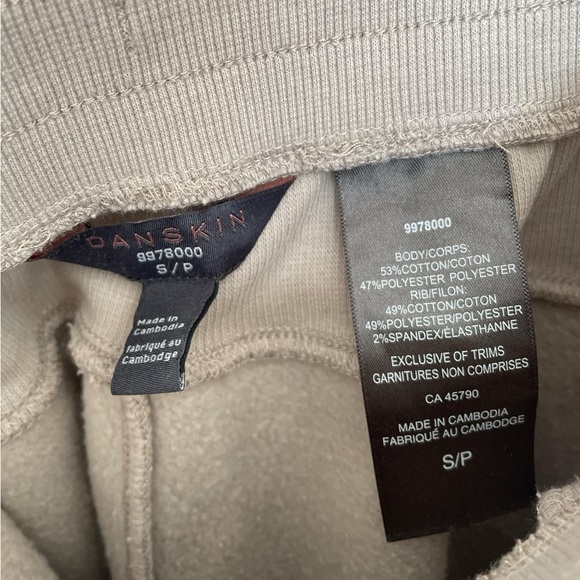 DANSKIN
9978000
S/P
Made in
Cambodia
Fabriqué au
Cambodge
9978000
BODY/CORPS:
53%COTTON/COTON
47%POLYESTER POLYESTER
RIB/FILON:
49%COTTON/COTON
49%POLYESTER/POLYESTER
2%SPANDEX/ÉLASTHANNE
EXCLUSIVE OF TRIMS
GARNITURES NON COMPRISES
CA 45790
MADE IN CAMBODIA
FABRIQUÉ AU CAMBODGE
S/P